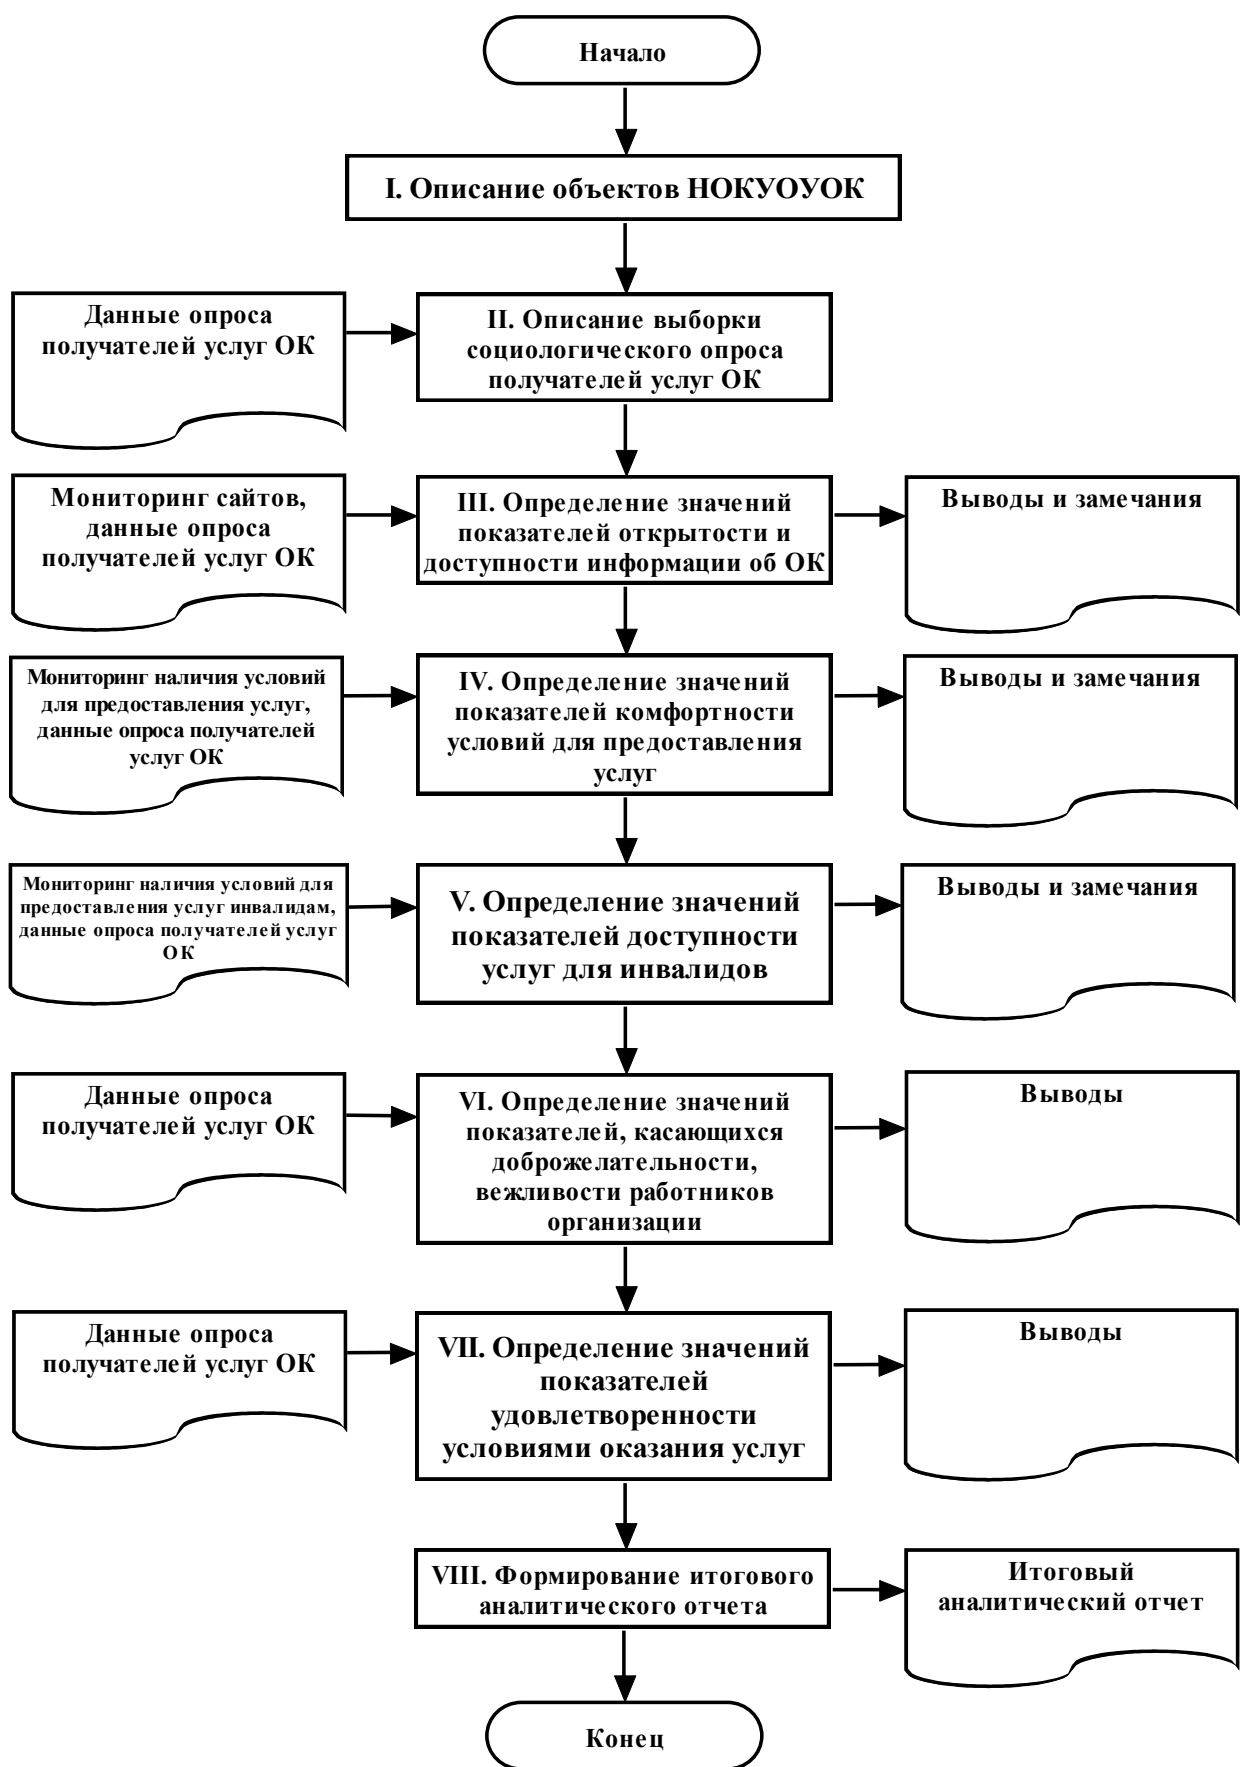 Начало
I. Описание объектов НОКУОУОК
Данные опроса
получателей услуг ОК
II. Описание выборки
социологического опроса
получателей услуг ОК
Мониторинг сайтов,
данные опроса
получателей услуг ОК
III. Определение значений
показателей открытости и
доступности информации об ОК
Выводы и замечания
Мониторинг наличия условий
для предоставления услуг,
данные опроса получателей
услуг ОК
IV. Определение значений
показателей комфортности
условий для предоставления
услуг
Выводы и замечания
Мониторинг наличия условий для
предоставления услуг инвалидам,
данные опроса получателей услуг
ОК
V. Определение значений
показателей доступности
услуг для инвалидов
Выводы и замечания
Данные опроса
получателей услуг ОК
VI. Определение значений
показателей, касающихся
доброжелательности,
вежливости работников
организации
Выводы
Данные опроса
получателей услуг ОК
VII. Определение значений
показателей
удовлетворенности
условиями оказания услуг
Выводы
VIII. Формирование итогового
аналитического отчета
Итоговый
аналитический отчет
Конец